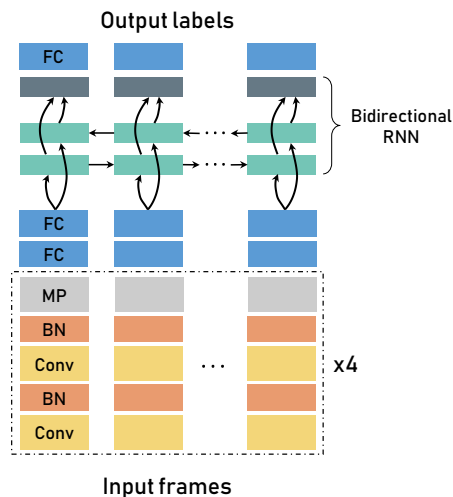 Output labels
FC
Bidirectional
RNN
FC
FC
MP
BN
Conv
BN
Conv
x4
Input frames